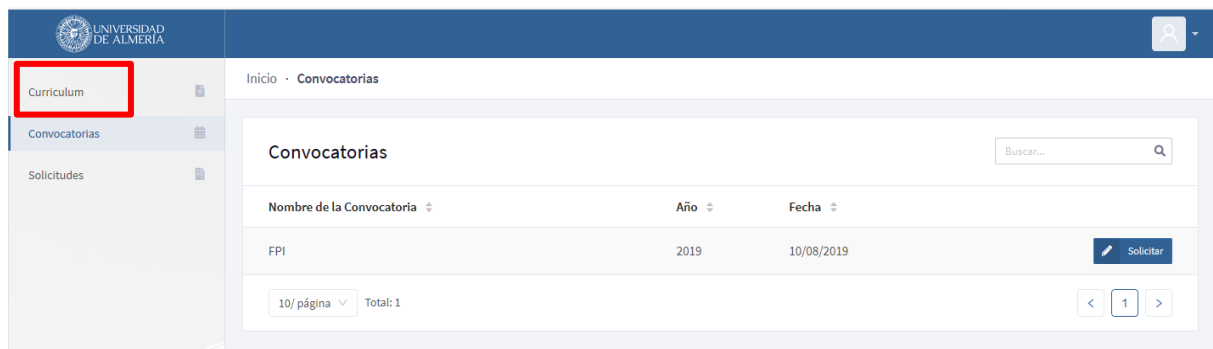 UNIVERSIDAD
DE ALMERÍA
Curriculum
Convocatorias
Solicitudes
Inicio · Convocatorias
Convocatorias
Buscar...
Nombre de la Convocatoria Año Fecha
FPI 2019 10/08/2019 Solicitar
10/ página Total: 1 < 1 >